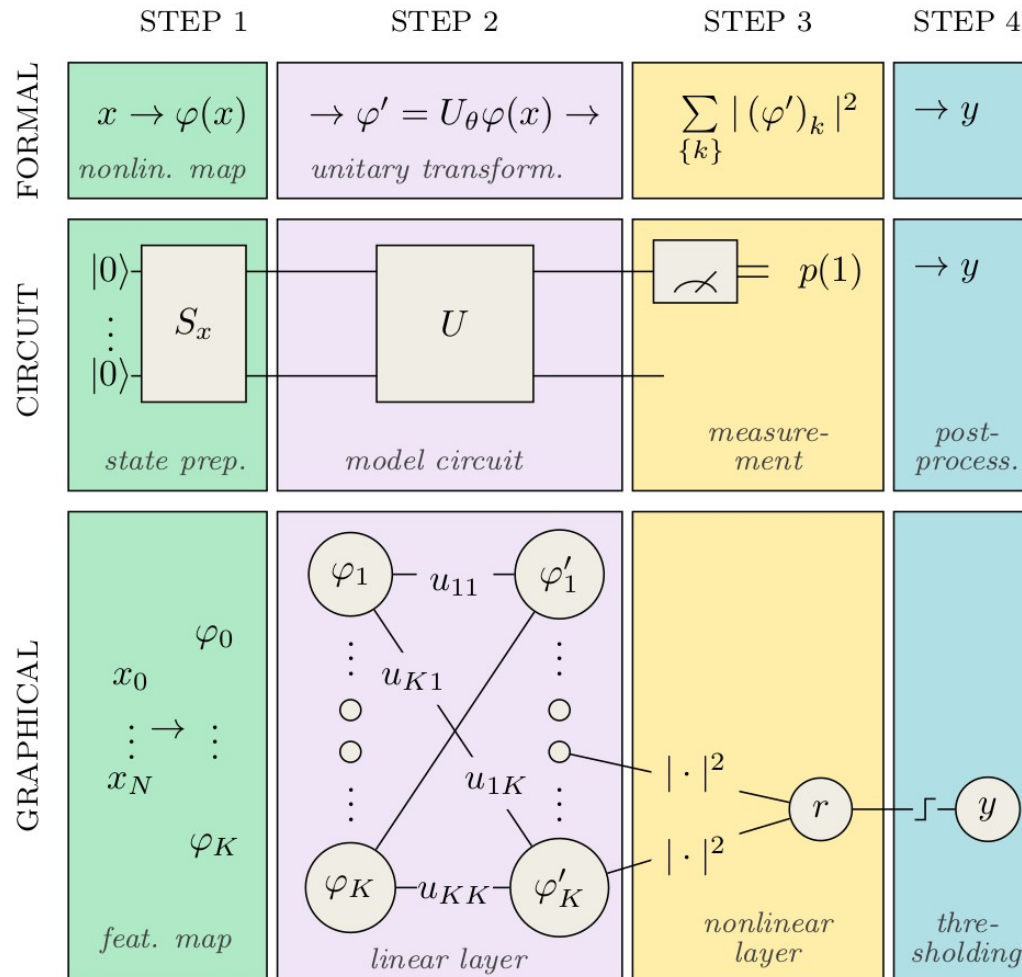 STEP 1 STEP 2 STEP 3 STEP 4
FORMAL
x → φ(x)
nonlin. map
→ φ′ = U_θφ(x) →
unitary transform.
∑_{k} | (φ′)_k |²
→ y
CIRCUIT
|0⟩
⋮
|0⟩
S_x
state prep.
U
model circuit
p(1)
measure-
ment
→ y
post-
process.
GRAPHICAL
x_0
⋮
x_N
→
φ_0
⋮
φ_K
feat. map
φ_1 u_11 φ′_1
⋮ ⋮
u_K1
u_1K
⋮ ⋮
φ_K u_KK φ′_K
linear layer
| · |²
| · |²
r
nonlinear
layer
y
thre-
sholding